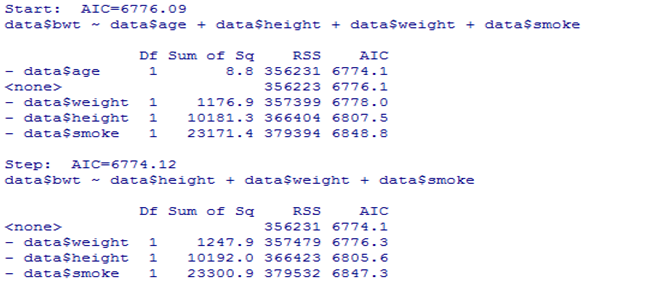 Start:  AIC=6776.09
data$bwt ~ data$age + data$height + data$weight + data$smoke
Df Sum of Sq RSS AIC
- data$age 1 8.8 356231 6774.1
<none> 356223 6776.1
- data$weight 1 1176.9 357399 6778.0
- data$height 1 10181.3 366404 6807.5
- data$smoke 1 23171.4 379394 6848.8
Step:  AIC=6774.12
data$bwt ~ data$height + data$weight + data$smoke
Df Sum of Sq RSS AIC
<none> 356231 6774.1
- data$weight 1 1247.9 357479 6776.3
- data$height 1 10192.0 366423 6805.6
- data$smoke 1 23300.9 379532 6847.3